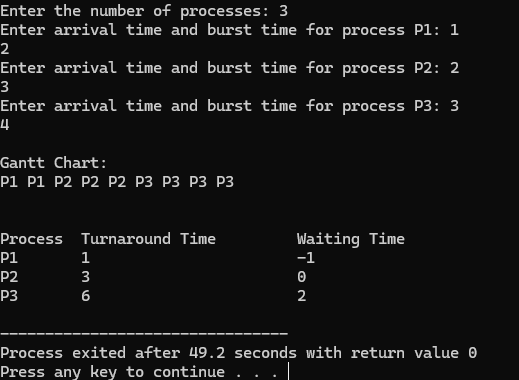 Enter the number of processes: 3
Enter arrival time and burst time for process P1: 1
2
Enter arrival time and burst time for process P2: 2
3
Enter arrival time and burst time for process P3: 3
4
Gantt Chart:
P1 P1 P2 P2 P2 P3 P3 P3 P3
Process  Turnaround Time         Waiting Time
P1       1                       -1
P2       3                       0
P3       6                       2
--------------------------------
Process exited after 49.2 seconds with return value 0
Press any key to continue . . .